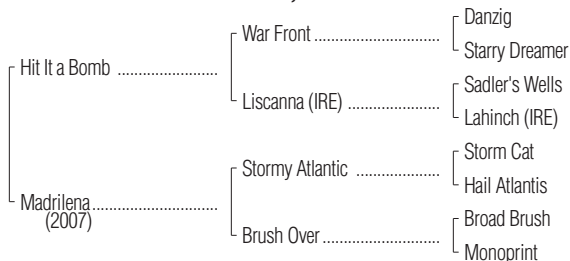 Danzig
War Front
Starry Dreamer
Hit It a Bomb
Sadler's Wells
Liscanna (IRE)
Lahinch (IRE)
Storm Cat
Stormy Atlantic
Hail Atlantis
Madrilena
(2007)
Broad Brush
Brush Over
Monoprint